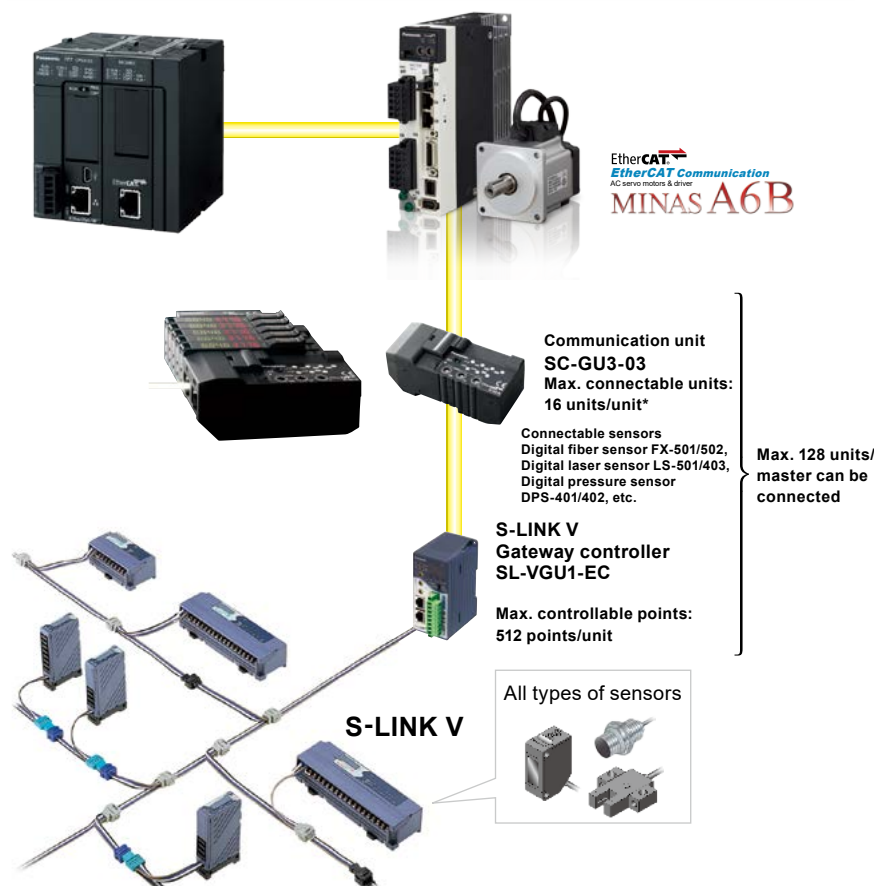 Panasonic
EtherCAT
Panasonic
EtherCAT
EtherCAT Communication
AC servo motors & driver
MINAS A6B
Communication unit
SC-GU3-03
Max. connectable units:
16 units/unit*
Connectable sensors
Digital fiber sensor FX-501/502,
Digital laser sensor LS-501/403,
Digital pressure sensor
DPS-401/402, etc.
Max. 128 units/
master can be
connected
S-LINK V
Gateway controller
SL-VGU1-EC
Max. controllable points:
512 points/unit
S-LINK V
All types of sensors